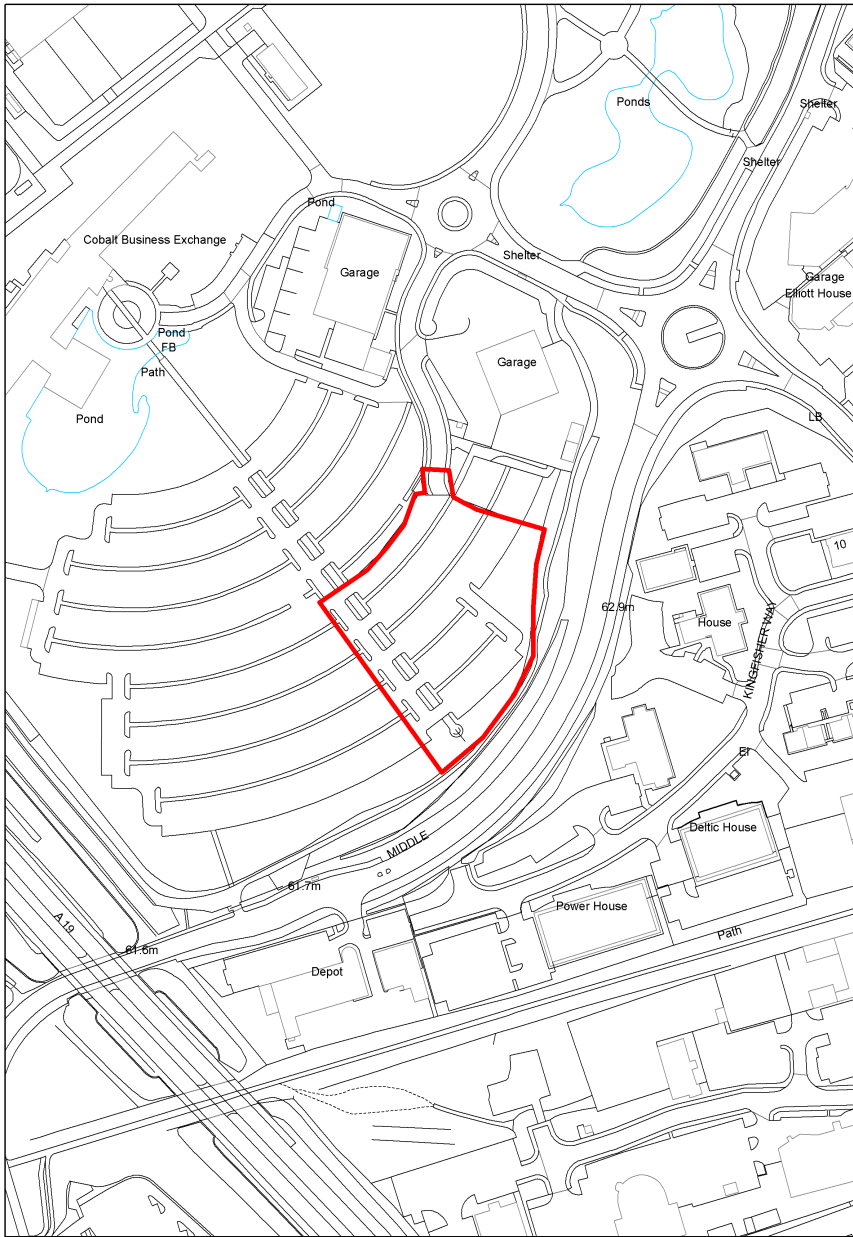 Ponds
Shelter
Shelter
Pond
Cobalt Business Exchange
Shelter
Garage
Garage
Elliott House
Pond
FB
Path
Garage
Pond
LB
10
62.9m
House
KINGFISHER WAY
El
Deltic House
MIDDLE
61.7m
Power House
A 19
61.6m
Path
Depot